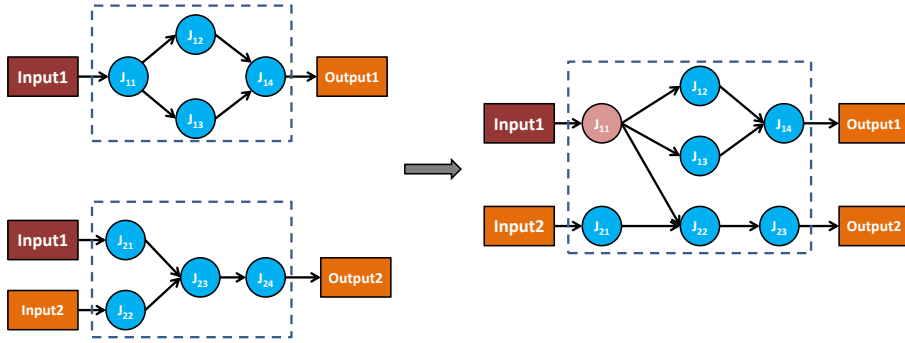 Input1
J11
J12
J13
J14
Output1
Input1
Input2
J21
J22
J23
J24
Output2
Input1
J11
J12
J13
J14
Output1
Input2
J21
J22
J23
Output2